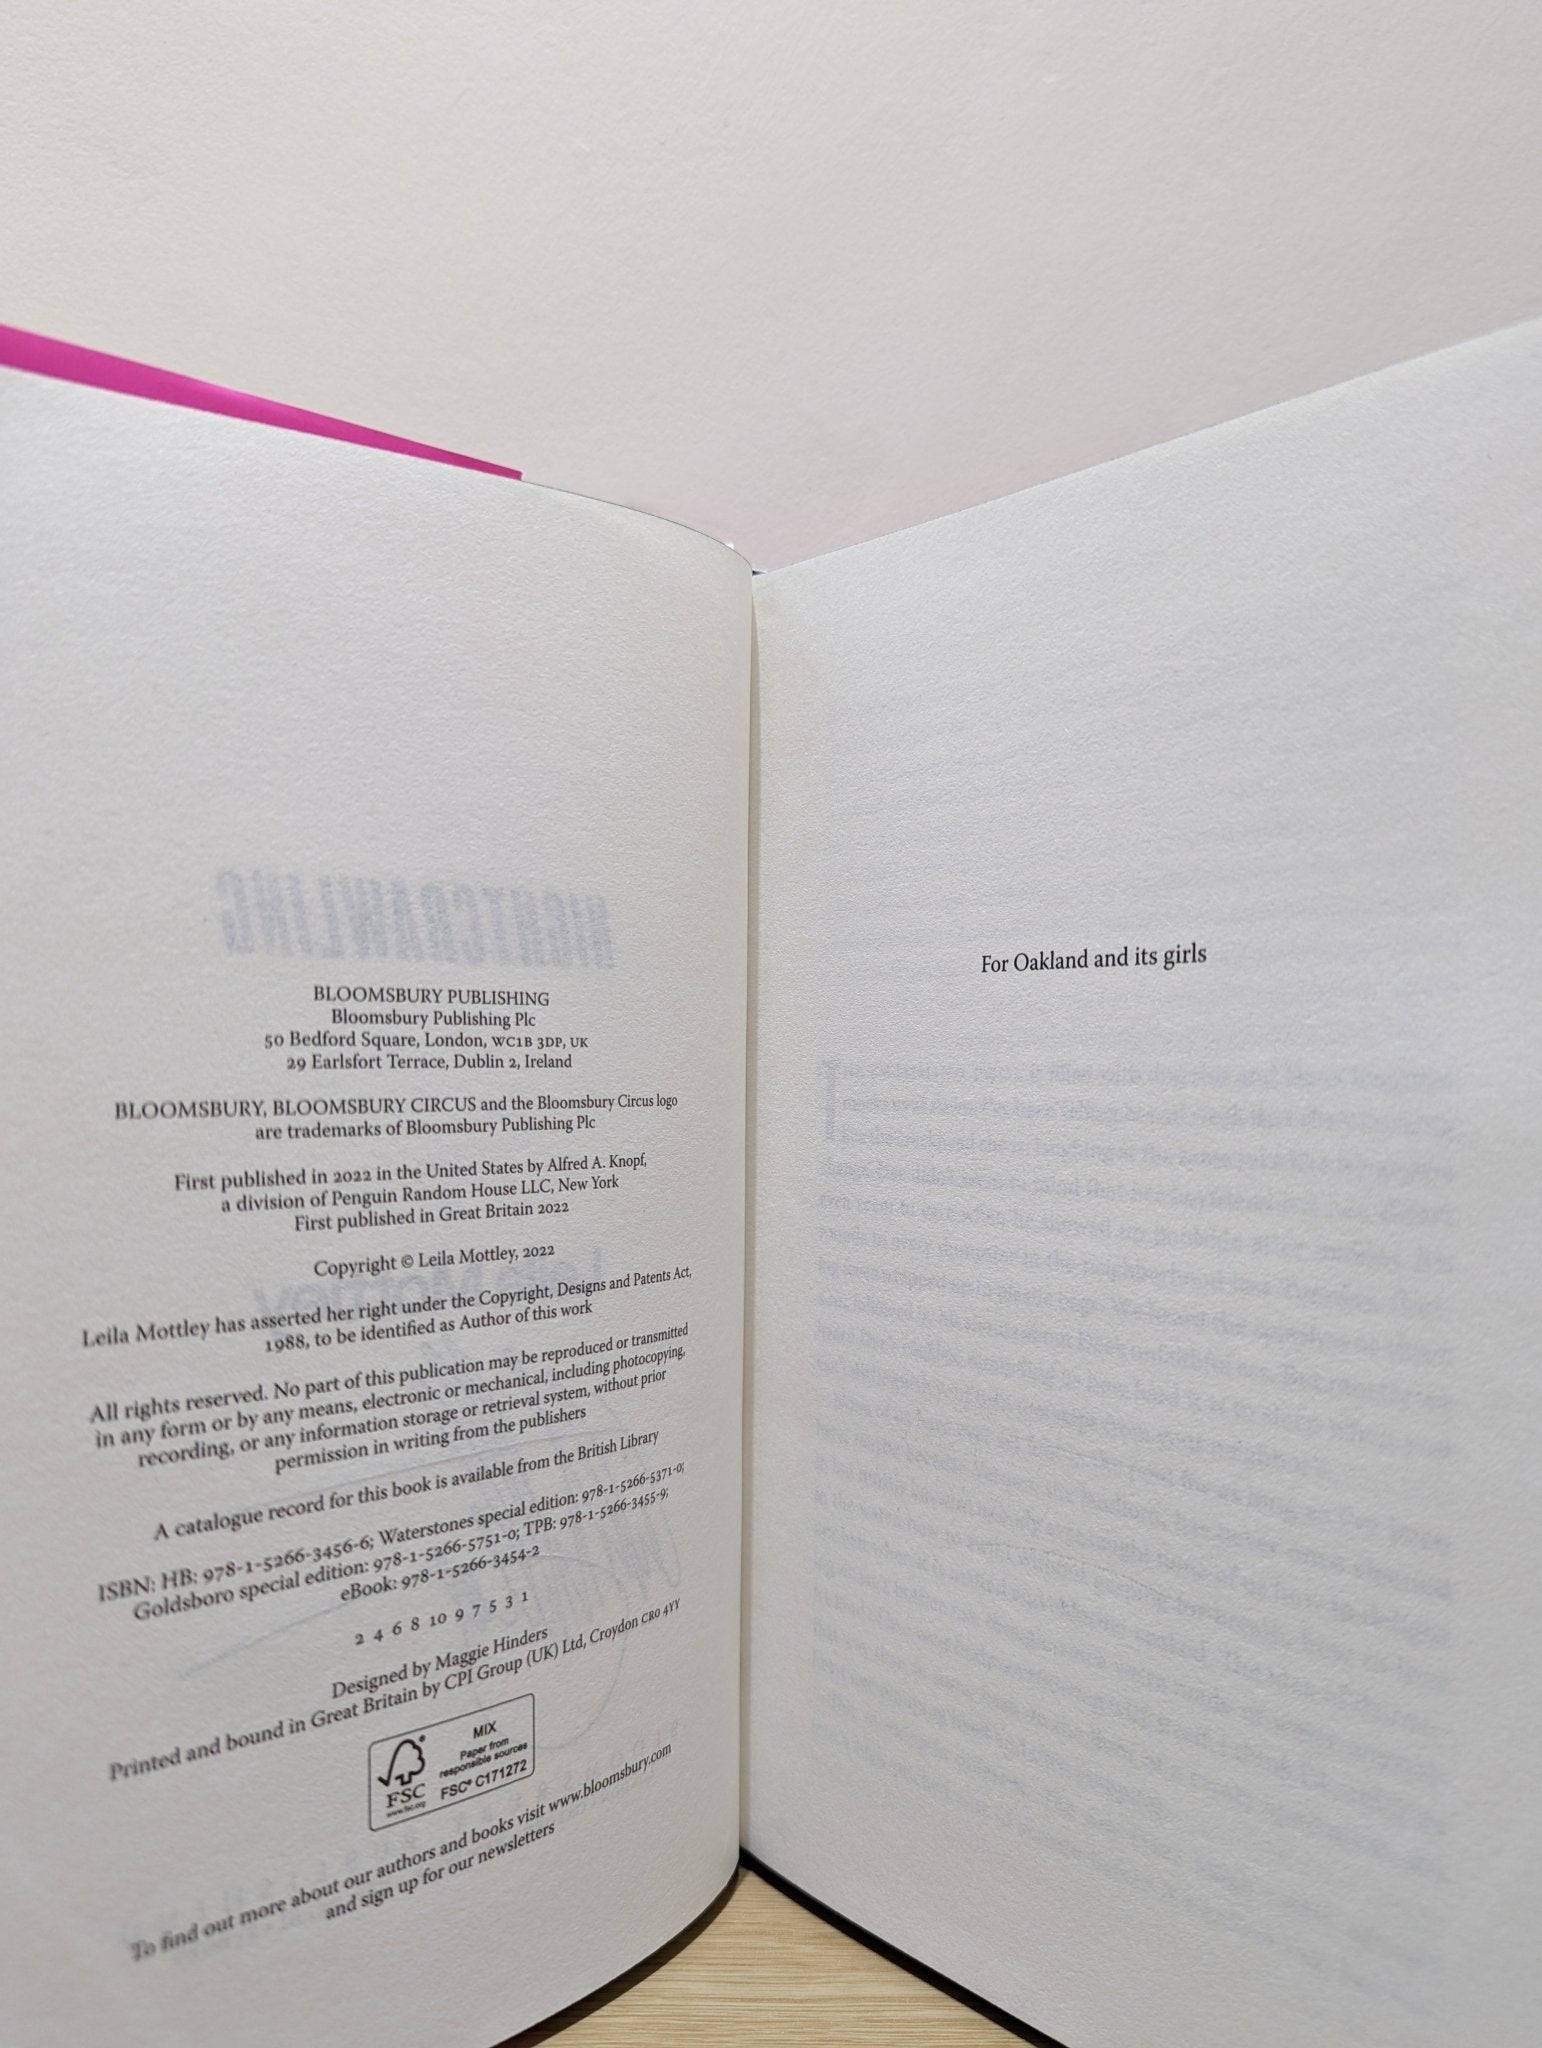 NIGHTCRAWLING
BLOOMSBURY PUBLISHING
Bloomsbury Publishing Plc
50 Bedford Square, London, WC1B 3DP, UK
29 Earlsfort Terrace, Dublin 2, Ireland
BLOOMSBURY, BLOOMSBURY CIRCUS and the Bloomsbury Circus logo
are trademarks of Bloomsbury Publishing Plc
First published in 2022 in the United States by Alfred A. Knopf,
a division of Penguin Random House LLC, New York
First published in Great Britain 2022
Copyright © Leila Mottley, 2022
Leila Mottley has asserted her right under the Copyright, Designs and Patents Act,
1988, to be identified as Author of this work
All rights reserved. No part of this publication may be reproduced or transmitted
in any form or by any means, electronic or mechanical, including photocopying,
recording, or any information storage or retrieval system, without prior
permission in writing from the publishers
A catalogue record for this book is available from the British Library
ISBN: HB: 978-1-5266-3456-6; Waterstones special edition: 978-1-5266-5371-0;
Goldsboro special edition: 978-1-5266-5751-0; TPB: 978-1-5266-3455-9;
eBook: 978-1-5266-3454-2
2 4 6 8 10 9 7 5 3 1
Designed by Maggie Hinders
Printed and bound in Great Britain by CPI Group (UK) Ltd, Croydon CR0 4YY
FSC
www.fsc.org
MIX
Paper from
responsible sources
FSC® C171272
To find out more about our authors and books visit www.bloomsbury.com
and sign up for our newsletters
For Oakland and its girls